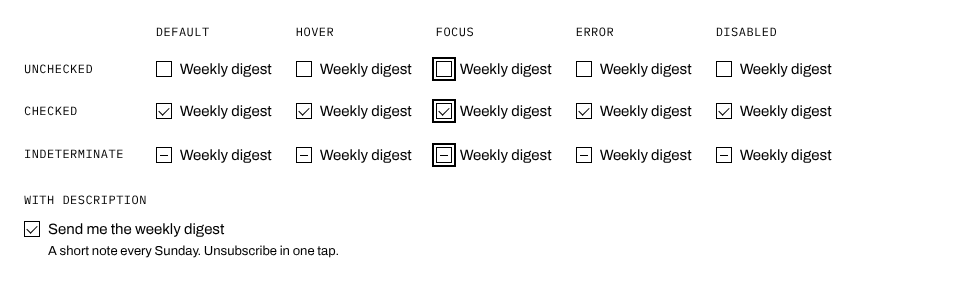 DEFAULT HOVER FOCUS ERROR DISABLED
UNCHECKED Weekly digest Weekly digest Weekly digest Weekly digest Weekly digest
CHECKED Weekly digest Weekly digest Weekly digest Weekly digest Weekly digest
INDETERMINATE Weekly digest Weekly digest Weekly digest Weekly digest Weekly digest
WITH DESCRIPTION
Send me the weekly digest
A short note every Sunday. Unsubscribe in one tap.